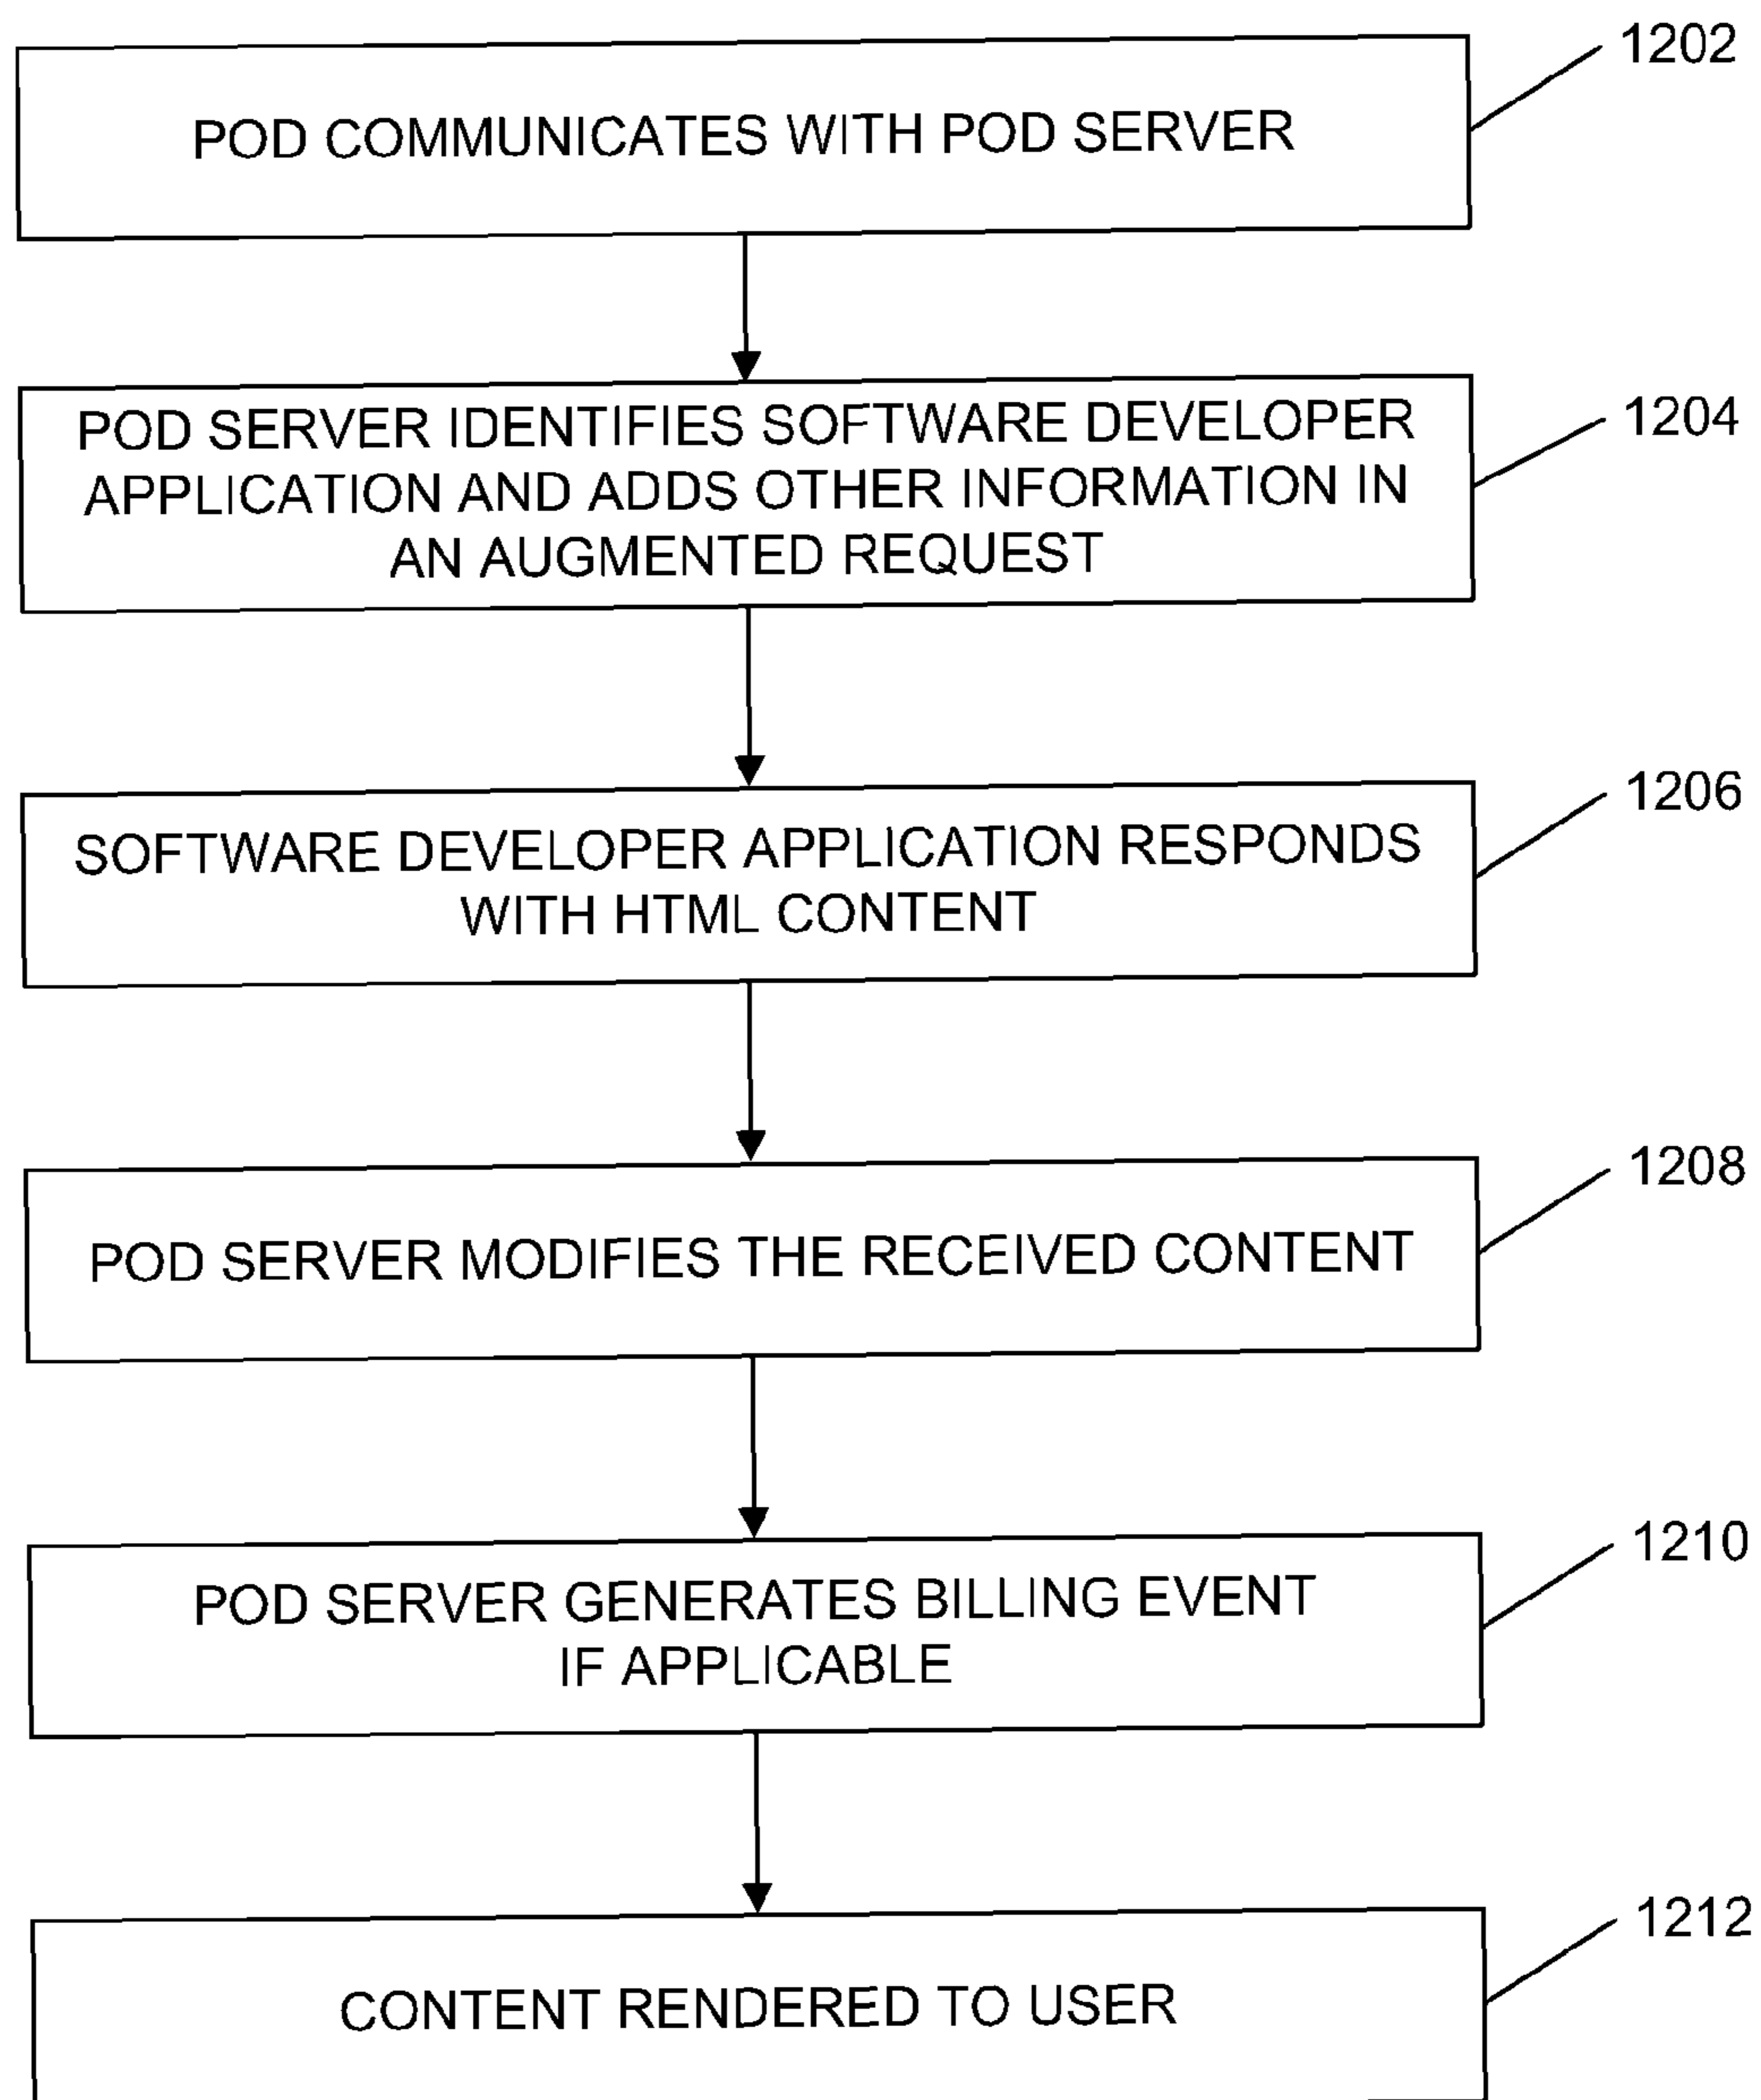 1202
POD COMMUNICATES WITH POD SERVER
1204
POD SERVER IDENTIFIES SOFTWARE DEVELOPER
APPLICATION AND ADDS OTHER INFORMATION IN
AN AUGMENTED REQUEST
1206
SOFTWARE DEVELOPER APPLICATION RESPONDS
WITH HTML CONTENT
1208
POD SERVER MODIFIES THE RECEIVED CONTENT
1210
POD SERVER GENERATES BILLING EVENT
IF APPLICABLE
1212
CONTENT RENDERED TO USER